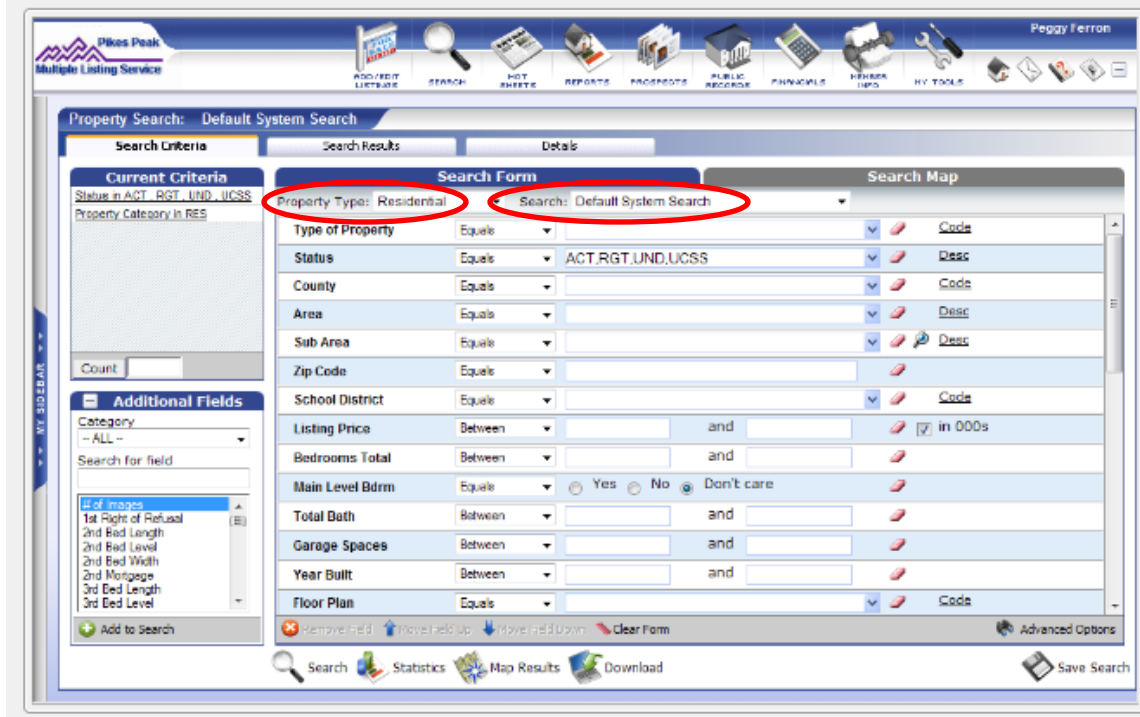 Pikes Peak
Multiple Listing Service
Peggy Ferron
ADD/EDIT LISTINGS
SEARCH
HOT SHEETS
REPORTS
PROSPECTS
PUBLIC RECORDS
FINANCIALS
MEMBER INFO
MY TOOLS
Property Search: Default System Search
Search Criteria Search Results Details
Current Criteria
Status in ACT , RGT , UND , UCSS
Property Category in RES
Count
Search Form Search Map
Property Type: Residential Search: Default System Search
Type of Property Equals Code
Status Equals ACT,RGT,UND,UCSS Desc
County Equals Code
Area Equals Desc
Sub Area Equals Desc
Zip Code Equals
School District Equals Code
Listing Price Between and in 000s
Bedrooms Total Between and
Main Level Bdrm Equals Yes No Don't care
Total Bath Between and
Garage Spaces Between and
Year Built Between and
Floor Plan Equals Code
MY SIDEBAR
Additional Fields
Category
-- ALL --
Search for field
# of Images
1st Right of Refusal
2nd Bed Length
2nd Bed Level
2nd Bed Width
2nd Mortgage
3rd Bed Length
3rd Bed Level
Add to Search
Remove Field Move Field Up Move Field Down Clear Form Advanced Options
Search Statistics Map Results Download Save Search